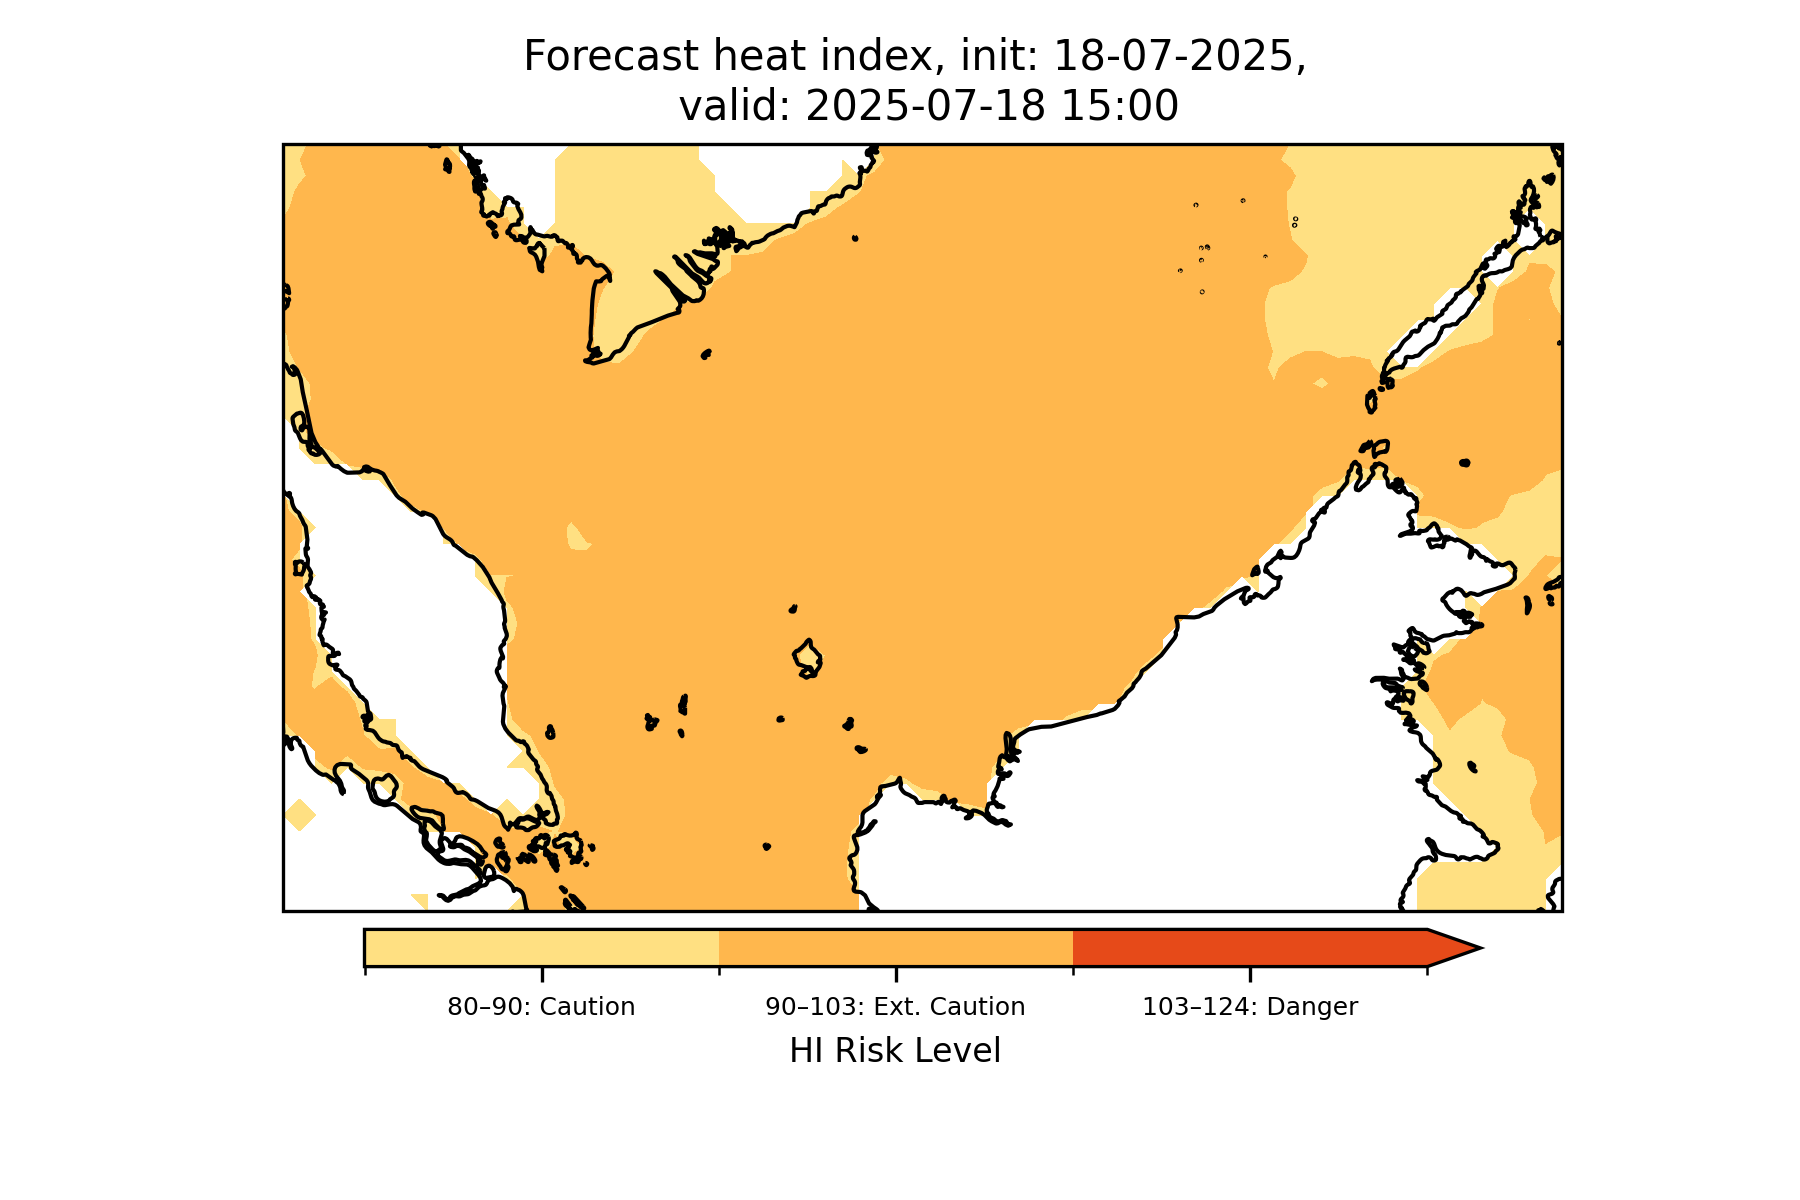 Forecast heat index, init: 18-07-2025,
valid: 2025-07-18 15:00
80–90: Caution
90–103: Ext. Caution
103–124: Danger
HI Risk Level